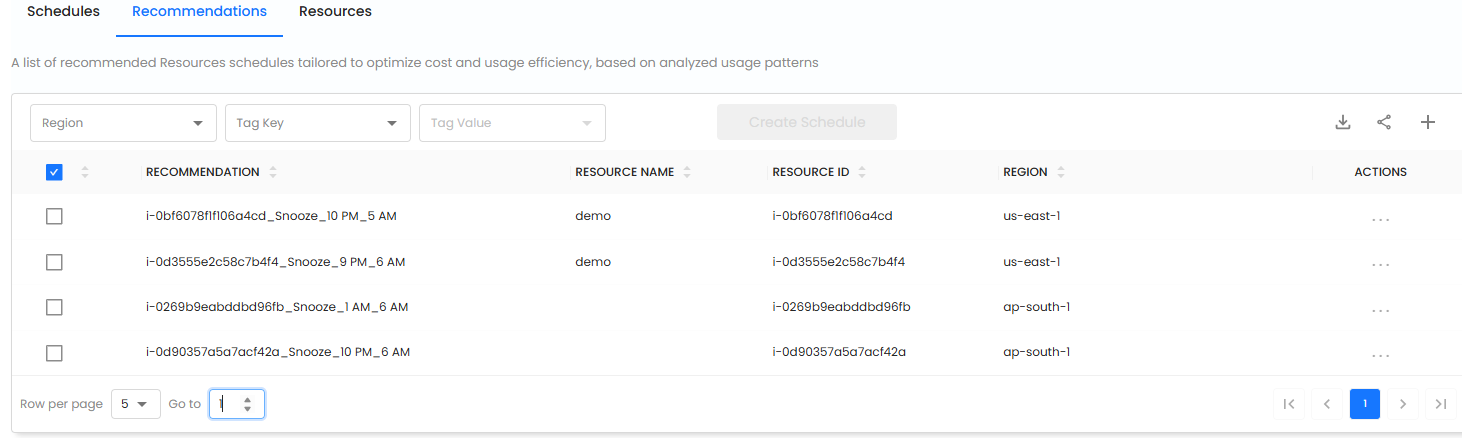 Schedules Recommendations Resources
A list of recommended Resources schedules tailored to optimize cost and usage efficiency, based on analyzed usage patterns
Region Tag Key Tag Value Create Schedule
RECOMMENDATION RESOURCE NAME RESOURCE ID REGION ACTIONS
i-0bf6078f1f106a4cd_Snooze_10 PM_5 AM demo i-0bf6078f1f106a4cd us-east-1 ...
i-0d3555e2c58c7b4f4_Snooze_9 PM_6 AM demo i-0d3555e2c58c7b4f4 us-east-1 ...
i-0269b9eabddbd96fb_Snooze_1 AM_6 AM i-0269b9eabddbd96fb ap-south-1 ...
i-0d90357a5a7acf42a_Snooze_10 PM_6 AM i-0d90357a5a7acf42a ap-south-1 ...
Row per page 5 Go to 1 1